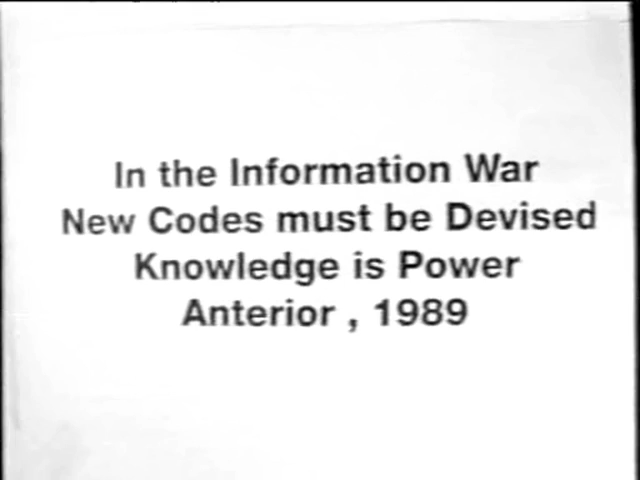 In the Information War
New Codes must be Devised
Knowledge is Power
Anterior , 1989